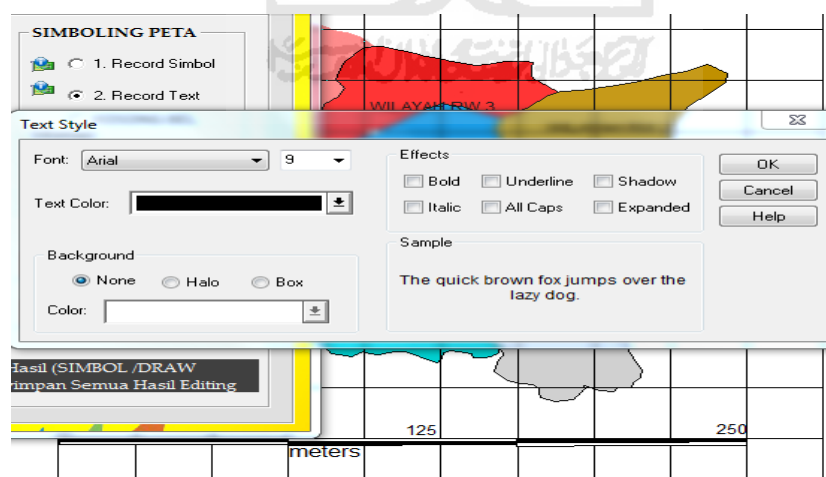 SIMBOLING PETA
1. Record Simbol
2. Record Text
WILAYAH RW 3
Text Style
Font: Arial 9
Text Color:
Background
None Halo Box
Color:
Effects
Bold Underline Shadow
Italic All Caps Expanded
Sample
The quick brown fox jumps over the
lazy dog.
OK
Cancel
Help
Hasil (SIMBOL /DRAW
impan Semua Hasil Editing
125 250
meters